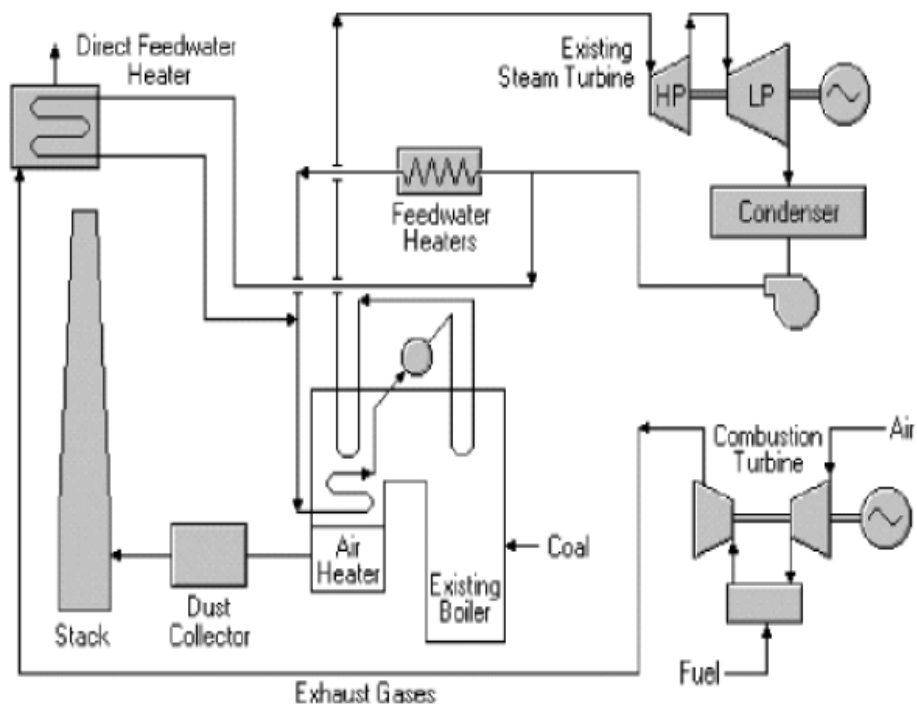 Direct Feedwater
Heater
Existing
Steam Turbine
HP
LP
Feedwater
Heaters
Condenser
Combustion
Turbine
Air
Coal
Air
Heater
Existing
Boiler
Dust
Collector
Stack
Fuel
Exhaust Gases